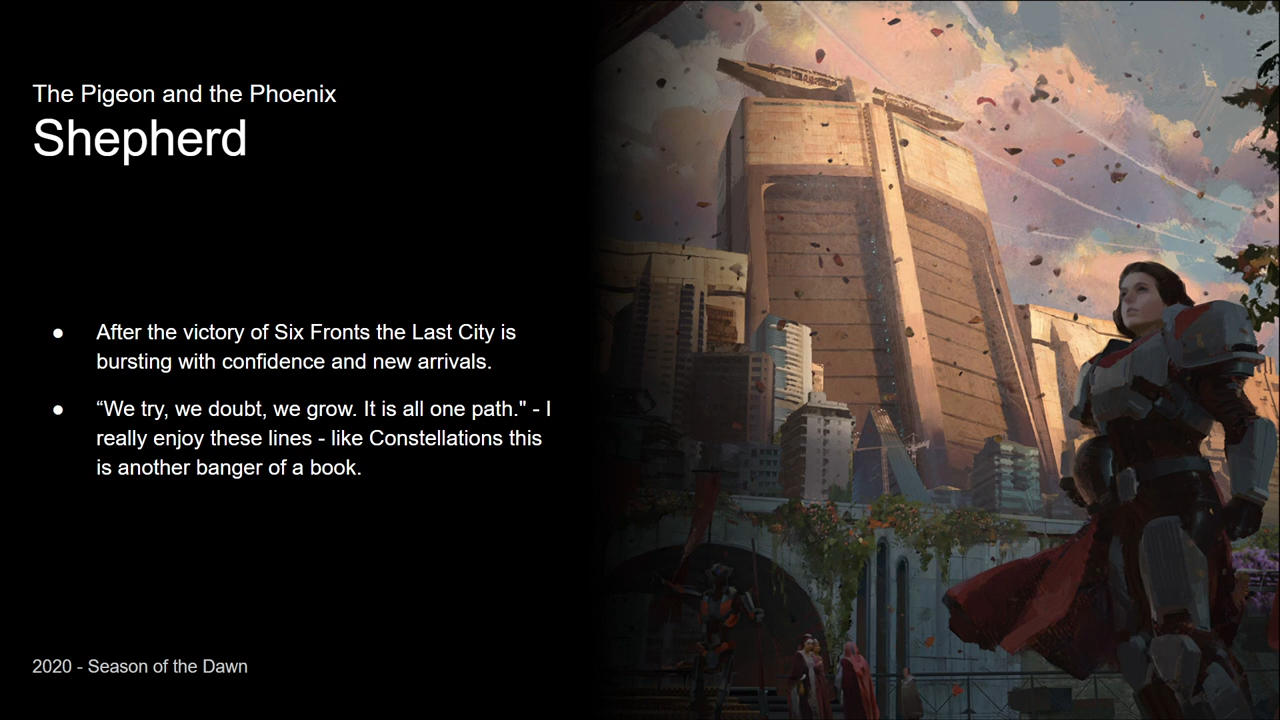 The Pigeon and the Phoenix
Shepherd
● After the victory of Six Fronts the Last City is
bursting with confidence and new arrivals.
● “We try, we doubt, we grow. It is all one path." - I
really enjoy these lines - like Constellations this
is another banger of a book.
2020 - Season of the Dawn